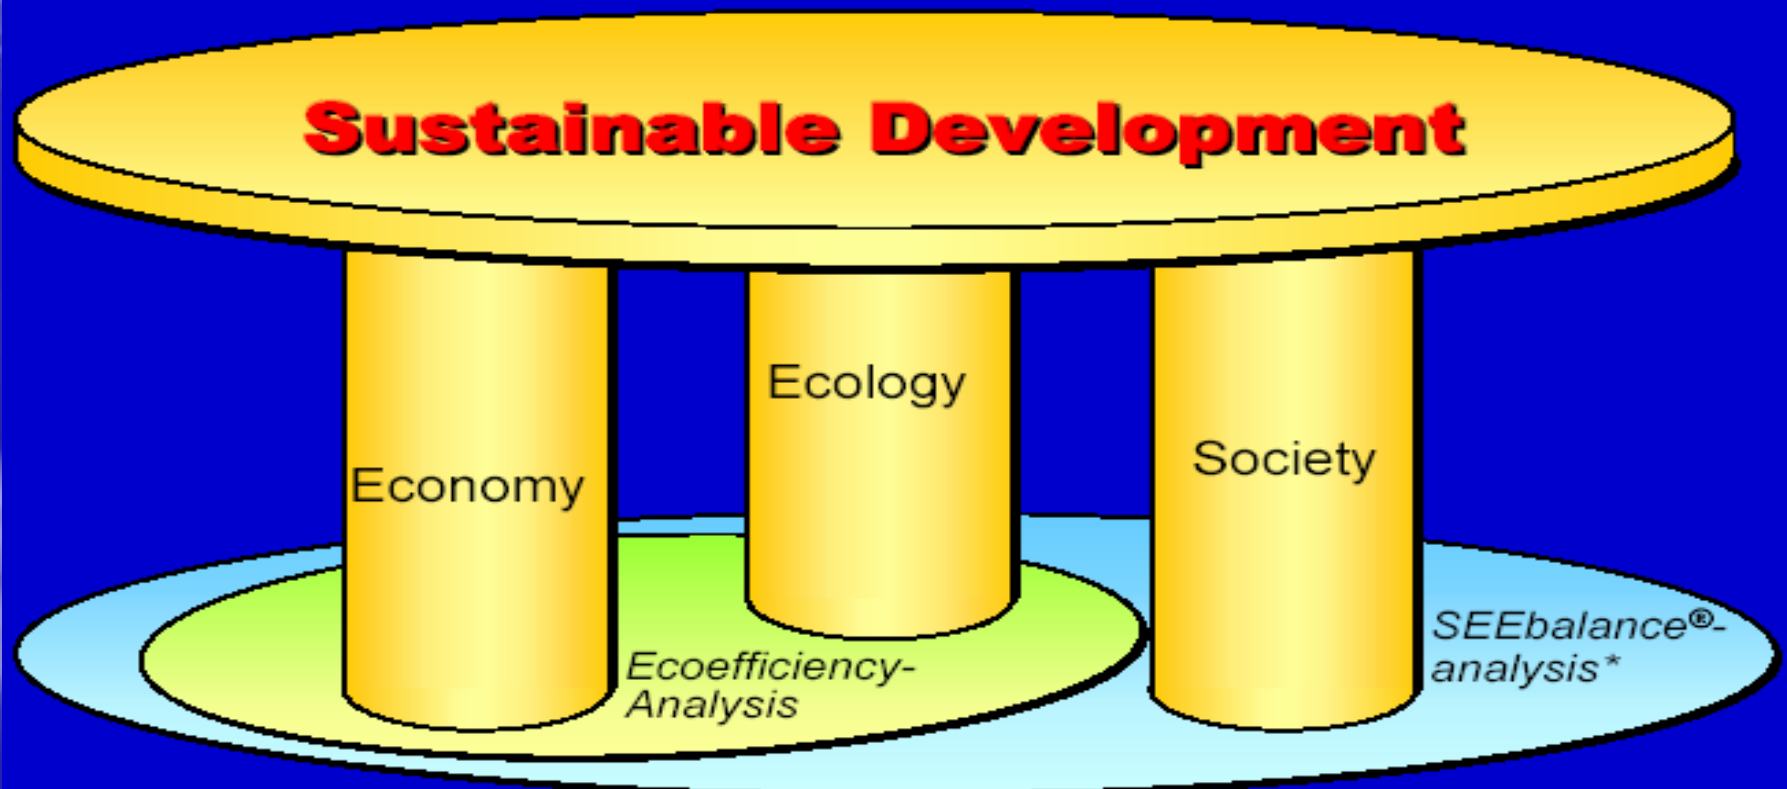 Sustainable Development
Ecology
Society
Economy
SEEbalance®-
analysis*
Ecoefficiency-
Analysis